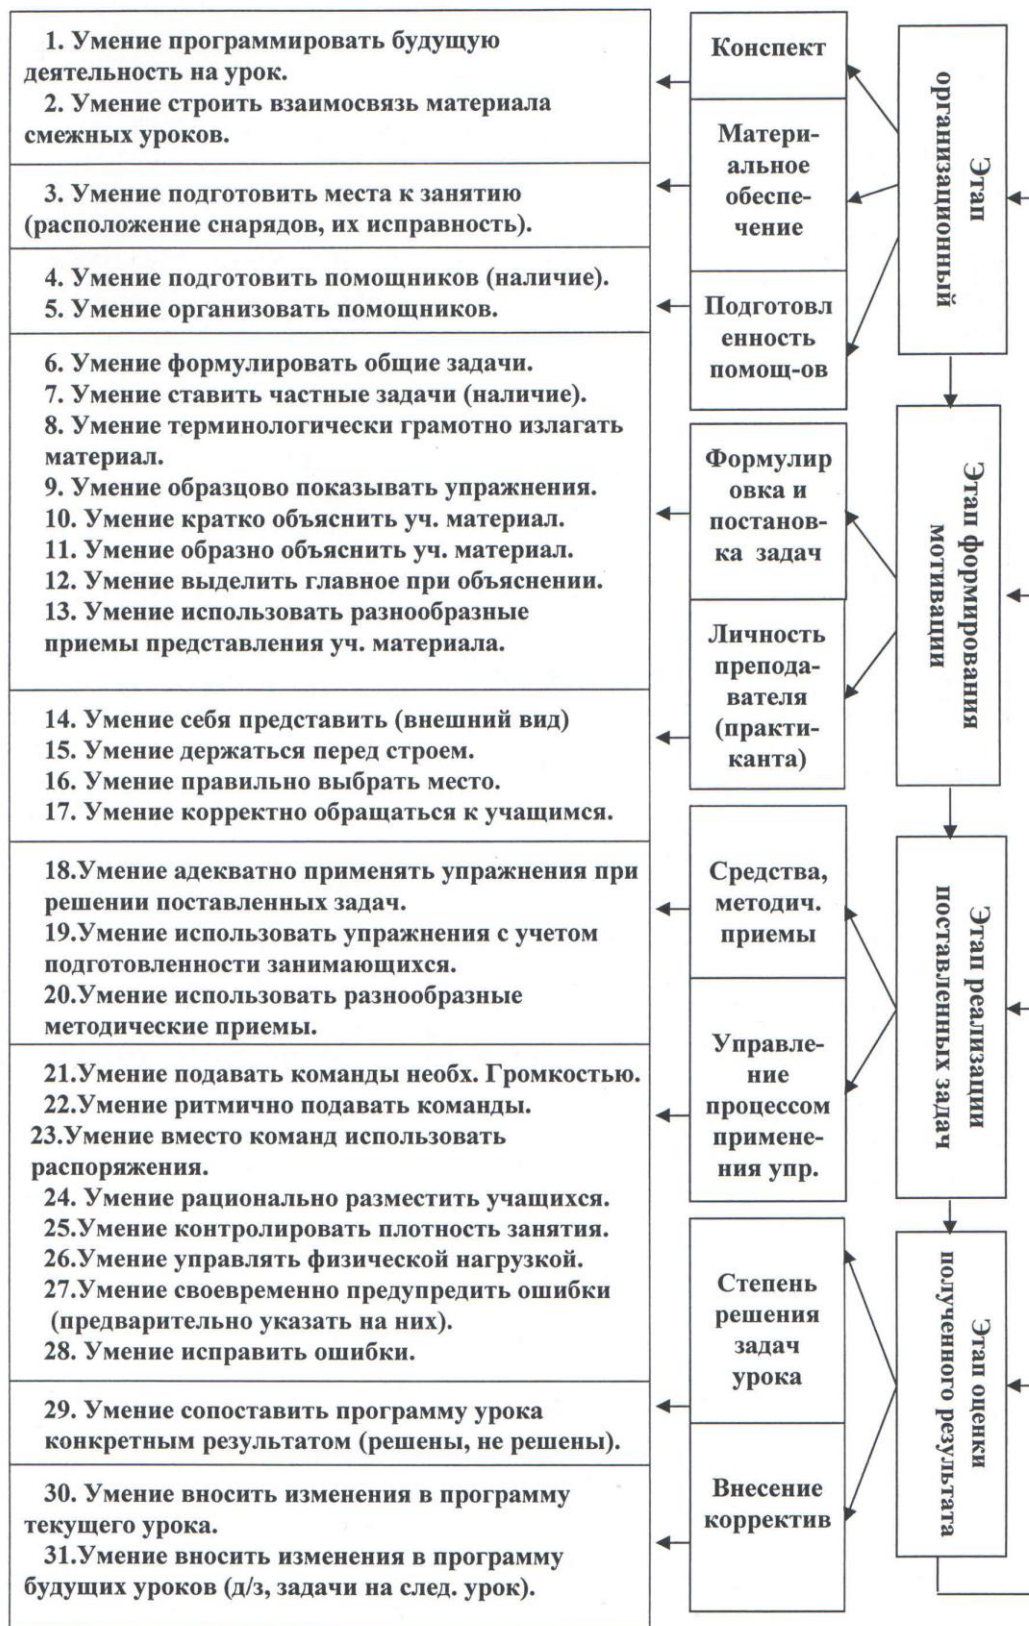 1. Умение программировать будущую
деятельность на урок.
2. Умение строить взаимосвязь материала
смежных уроков.
3. Умение подготовить места к занятию
(расположение снарядов, их исправность).
4. Умение подготовить помощников (наличие).
5. Умение организовать помощников.
6. Умение формулировать общие задачи.
7. Умение ставить частные задачи (наличие).
8. Умение терминологически грамотно излагать
материал.
9. Умение образцово показывать упражнения.
10. Умение кратко объяснить уч. материал.
11. Умение образно объяснить уч. материал.
12. Умение выделить главное при объяснении.
13. Умение использовать разнообразные
приемы представления уч. материала.
14. Умение себя представить (внешний вид)
15. Умение держаться перед строем.
16. Умение правильно выбрать место.
17. Умение корректно обращаться к учащимся.
18.Умение адекватно применять упражнения при
решении поставленных задач.
19.Умение использовать упражнения с учетом
подготовленности занимающихся.
20.Умение использовать разнообразные
методические приемы.
21.Умение подавать команды необх. Громкостью.
22.Умение ритмично подавать команды.
23.Умение вместо команд использовать
распоряжения.
24. Умение рационально разместить учащихся.
25.Умение контролировать плотность занятия.
26.Умение управлять физической нагрузкой.
27.Умение своевременно предупредить ошибки
(предварительно указать на них).
28. Умение исправить ошибки.
29. Умение сопоставить программу урока
конкретным результатом (решены, не решены).
30. Умение вносить изменения в программу
текущего урока.
31.Умение вносить изменения в программу
будущих уроков (д/з, задачи на след. урок).
Конспект
Матери-
альное
обеспе-
чение
Подготовл
енность
помощ-ов
Формулир
овка и
постанов-
ка задач
Личность
препода-
вателя
(практи-
канта)
Средства,
методич.
приемы
Управле-
ние
процессом
примене-
ния упр.
Степень
решения
задач
урока
Внесение
корректив
Этап
организационный
Этап формирования
мотивации
Этап реализации
поставленных задач
Этап оценки
полученного результата